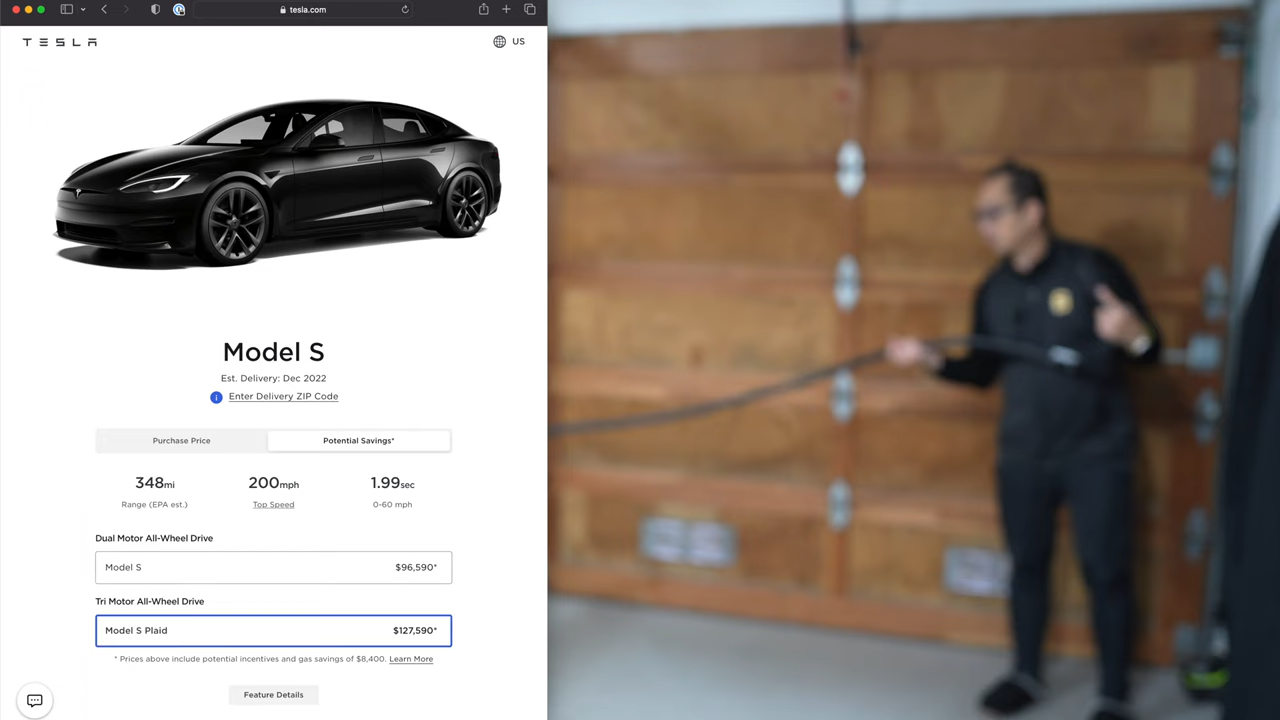 tesla.com
TESLA
US
Model S
Est. Delivery: Dec 2022
Enter Delivery ZIP Code
Purchase Price
Potential Savings*
348mi
200mph
1.99sec
Range (EPA est.)
Top Speed
0-60 mph
Dual Motor All-Wheel Drive
Model S
$96,590*
Tri Motor All-Wheel Drive
Model S Plaid
$127,590*
* Prices above include potential incentives and gas savings of $8,400. Learn More
Feature Details